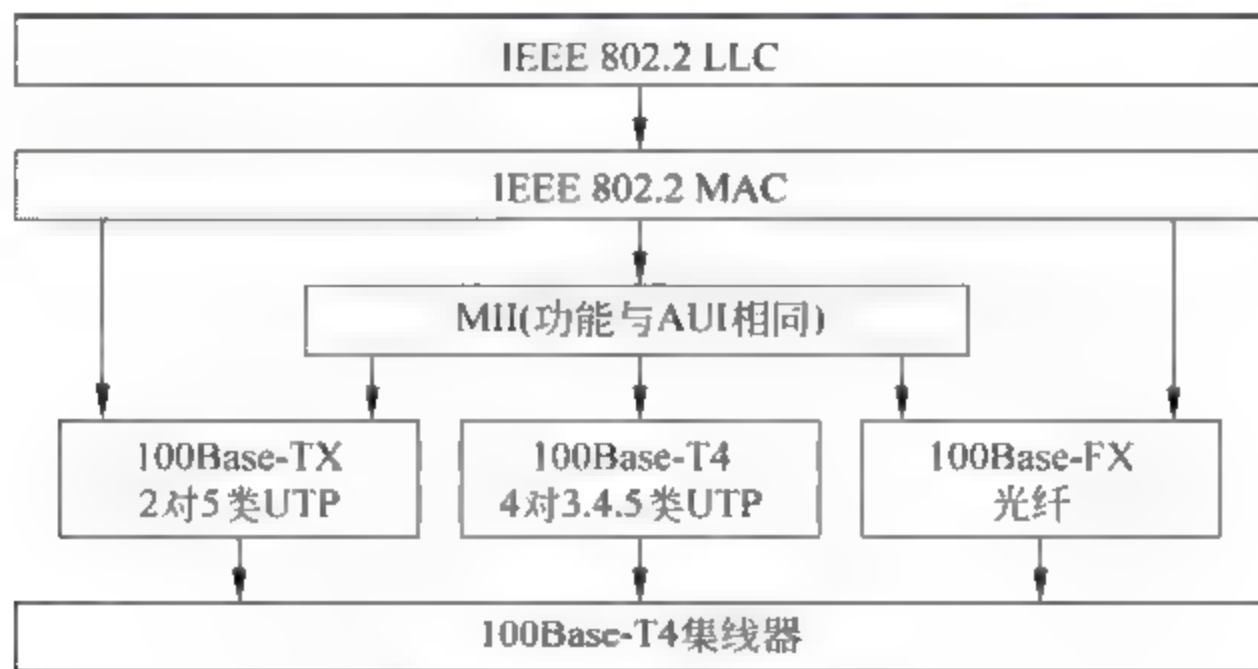 IEEE 802.2 LLC
IEEE 802.2 MAC
MII(功能与AUI相同)
100Base-TX
2对5类UTP
100Base-T4
4对3.4.5类UTP
100Base-FX
光纤
100Base-T4集线器